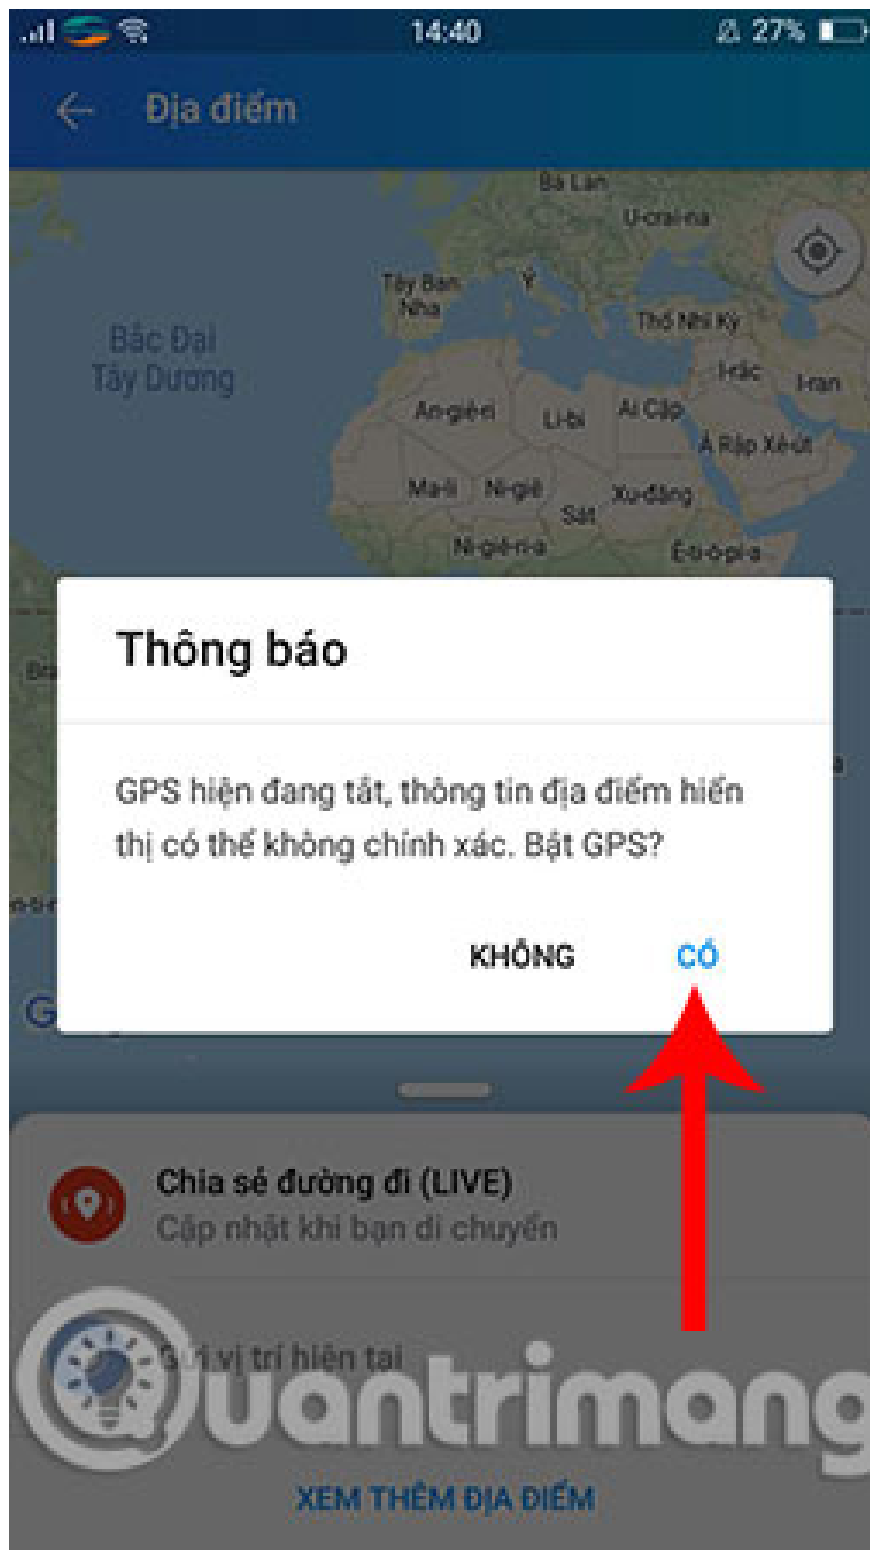 14:40
27%
Địa điểm
Ba Lan
U-crai-na
Tây Ban
Nha
Ý
Thổ Nhĩ Kỳ
Bắc Đại
Tây Dương
I-rắc
I-ran
An-giê-ri
Li-bi
Ai Cập
Ả Rập Xê-út
Ma-li
Ni-giê
Sát
Xu-đăng
Ni-giê-ri-a
Ê-ti-ô-pi-a
Thông báo
GPS hiện đang tắt, thông tin địa điểm hiển
thị có thể không chính xác. Bật GPS?
KHÔNG
CÓ
G
Chia sẻ đường đi (LIVE)
Cập nhật khi bạn di chuyển
Gửi vị trí hiện tại
Quantrimang
XEM THÊM ĐỊA ĐIỂM